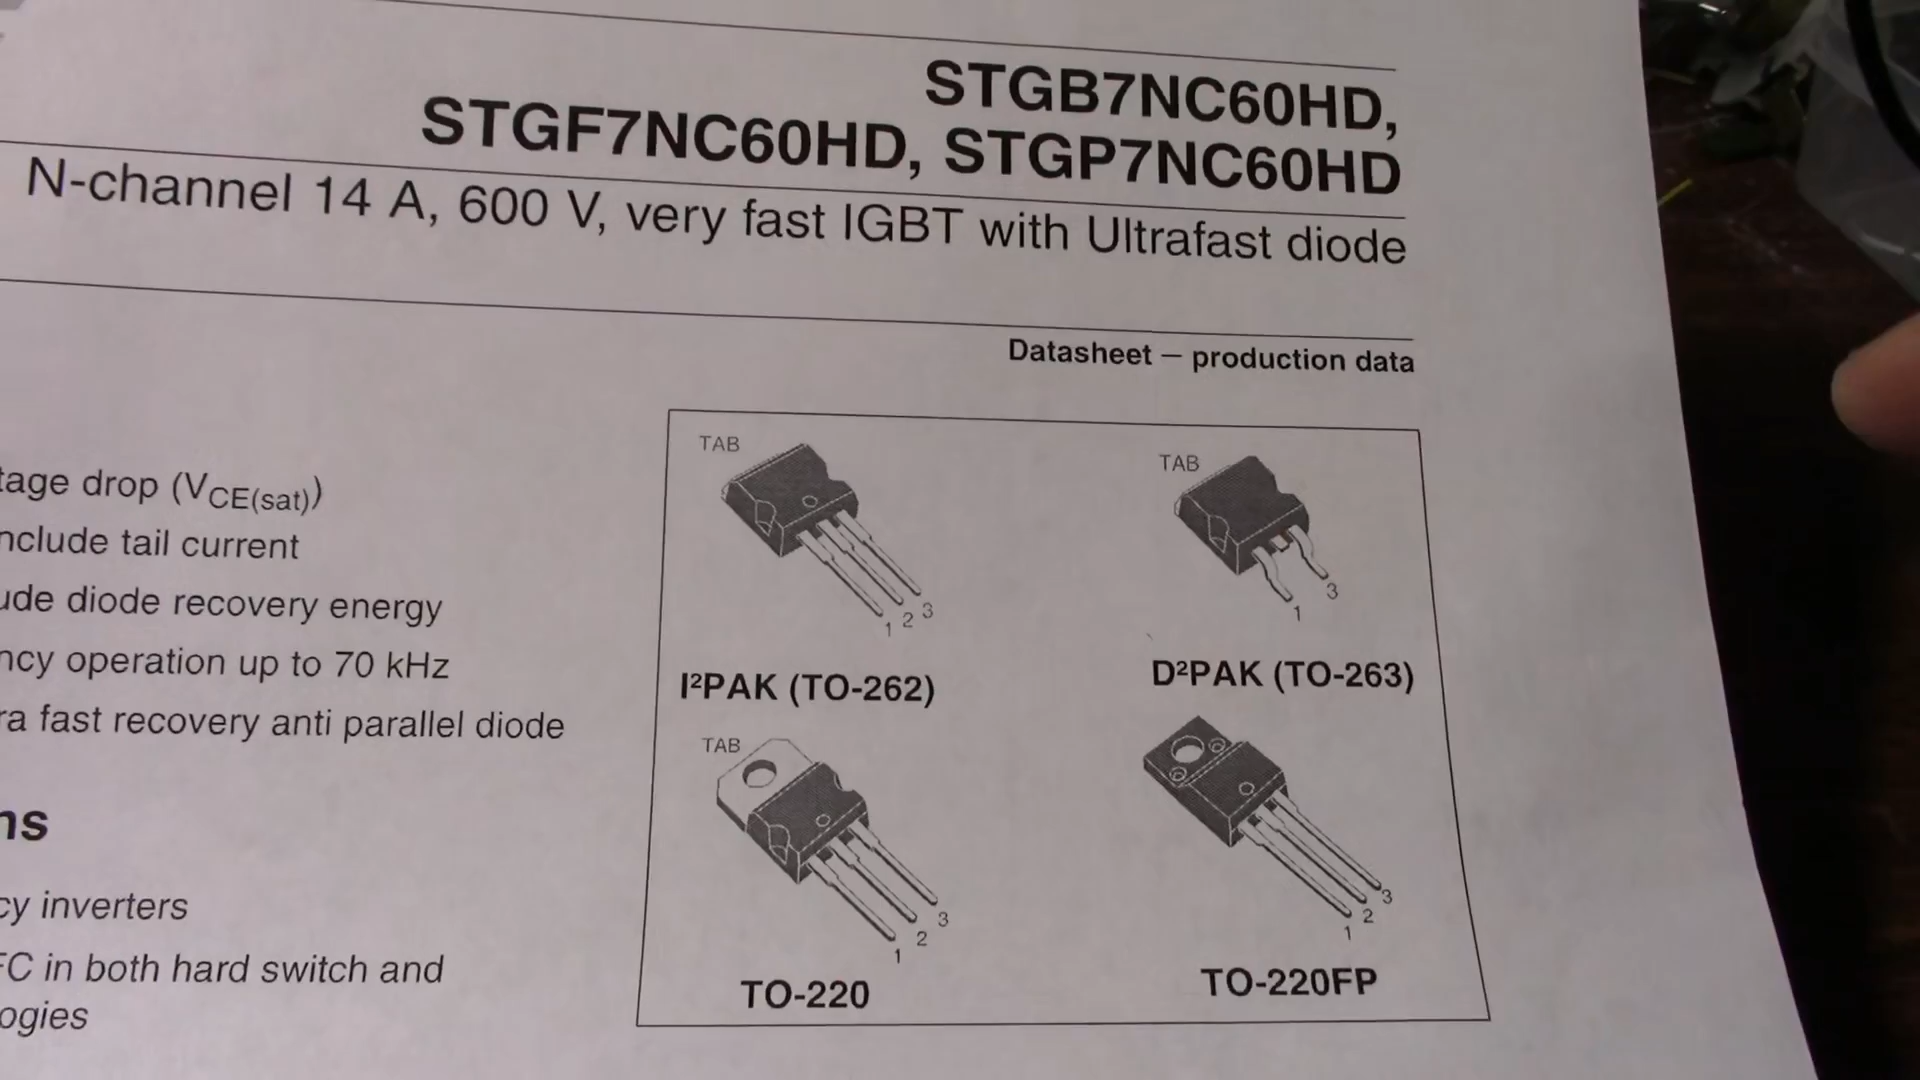 STGB7NC60HD,
STGF7NC60HD, STGP7NC60HD
N-channel 14 A, 600 V, very fast IGBT with Ultrafast diode
Datasheet — production data
tage drop (VCE(sat))
nclude tail current
ude diode recovery energy
ncy operation up to 70 kHz
ra fast recovery anti parallel diode
ns
cy inverters
FC in both hard switch and
ogies
TAB
1 2 3
I²PAK (TO-262)
TAB
1 3
D²PAK (TO-263)
TAB
1 2 3
TO-220
1 2 3
TO-220FP